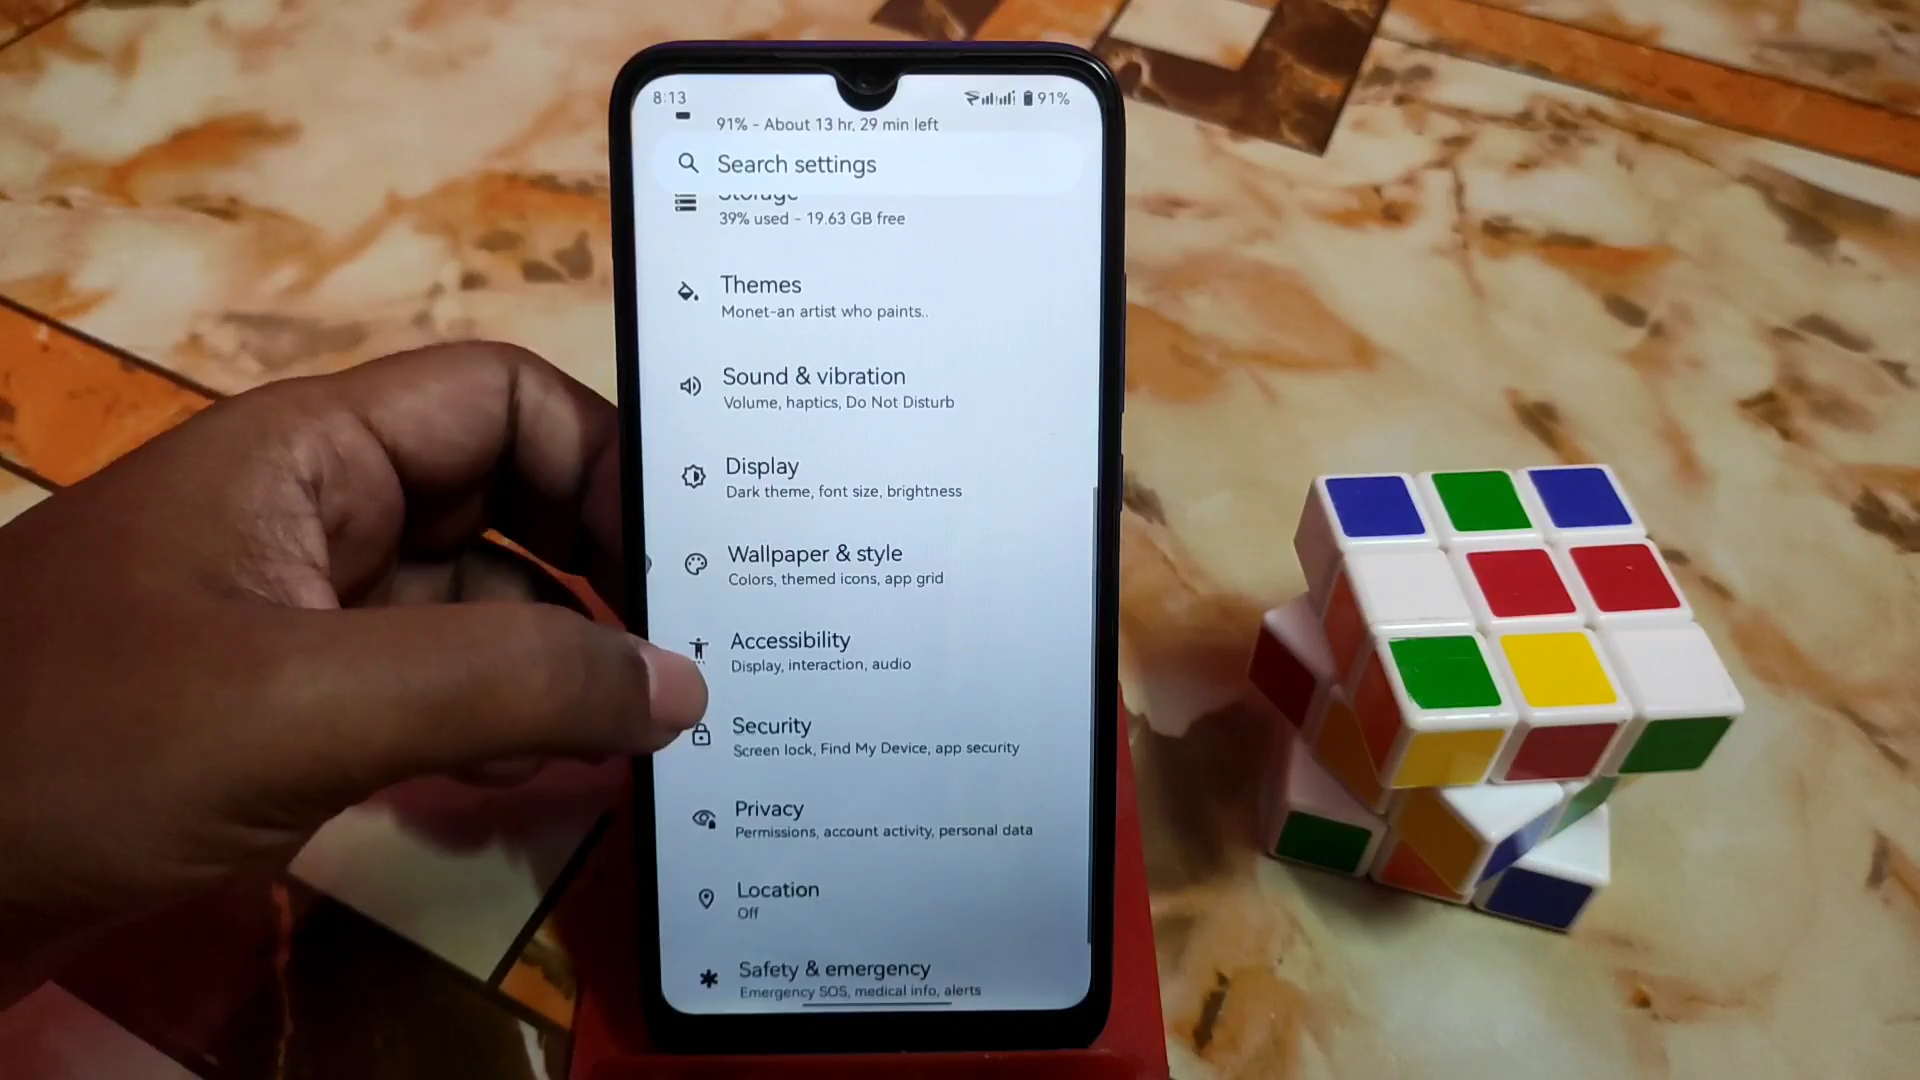 8:13
91%
91% - About 13 hr, 29 min left
Search settings
Storage
39% used - 19.63 GB free
Themes
Monet-an artist who paints..
Sound & vibration
Volume, haptics, Do Not Disturb
Display
Dark theme, font size, brightness
Wallpaper & style
Colors, themed icons, app grid
Accessibility
Display, interaction, audio
Security
Screen lock, Find My Device, app security
Privacy
Permissions, account activity, personal data
Location
Off
Safety & emergency
Emergency SOS, medical info, alerts